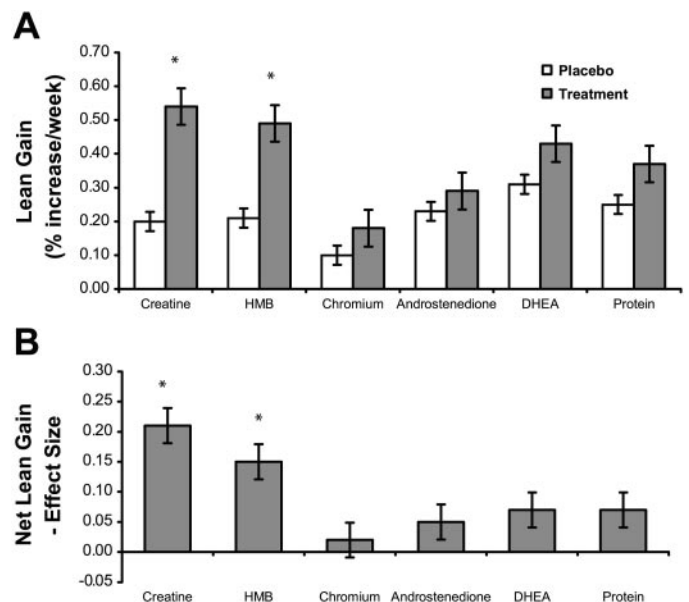 A
Lean Gain
(% increase/week)
0.70
0.60
0.50
0.40
0.30
0.20
0.10
0.00
*
*
Placebo
Treatment
Creatine
HMB
Chromium
Androstenedione
DHEA
Protein
B
Net Lean Gain
- Effect Size
0.30
0.25
0.20
0.15
0.10
0.05
0.00
-0.05
*
*
Creatine
HMB
Chromium
Androstenedione
DHEA
Protein